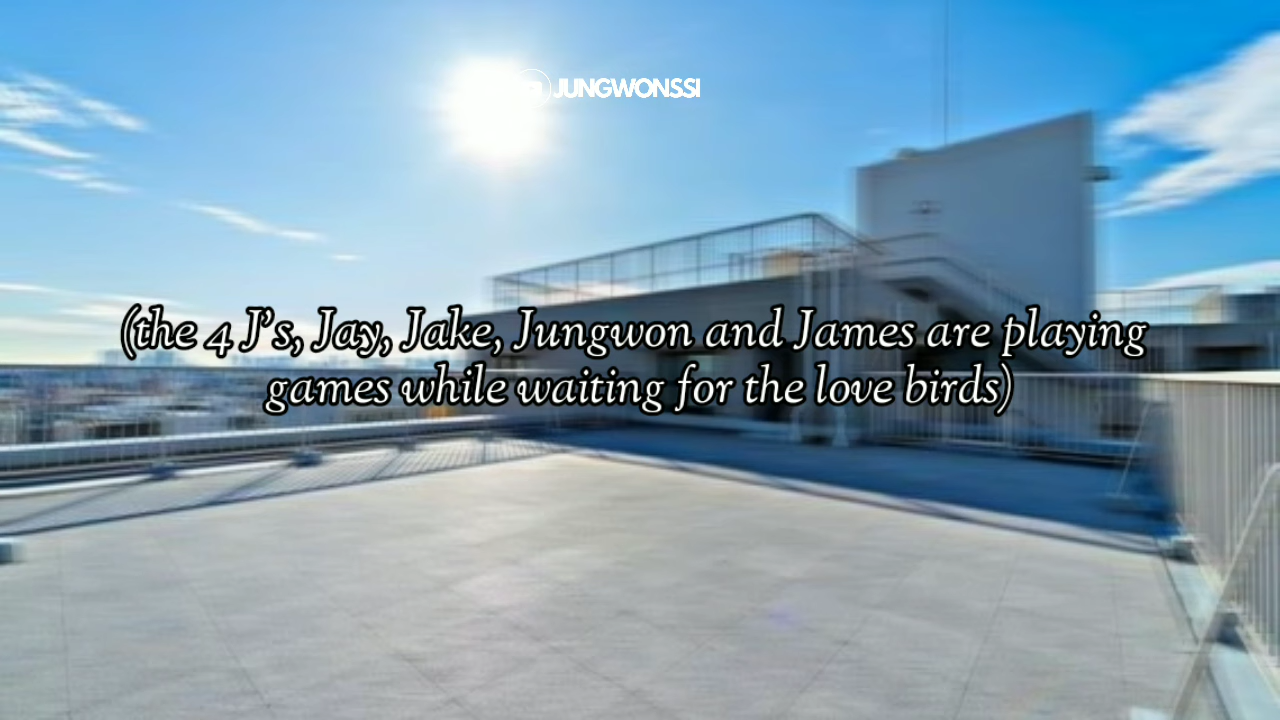 JUNGWONSSI
(the 4 J's, Jay, Jake, Jungwon and James are playing
games while waiting for the love birds)